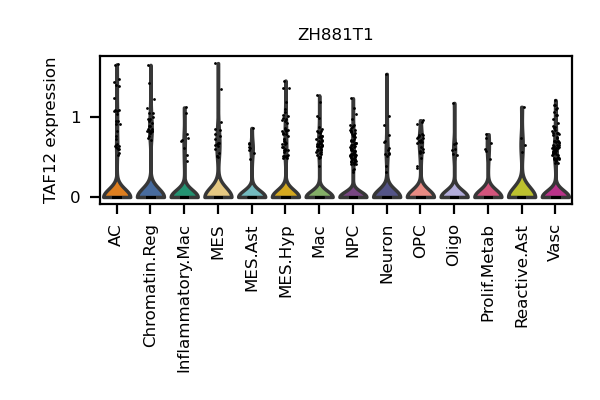 ZH881T1
TAF12 expression
1
0
AC
Chromatin.Reg
Inflammatory.Mac
MES
MES.Ast
MES.Hyp
Mac
NPC
Neuron
OPC
Oligo
Prolif.Metab
Reactive.Ast
Vasc